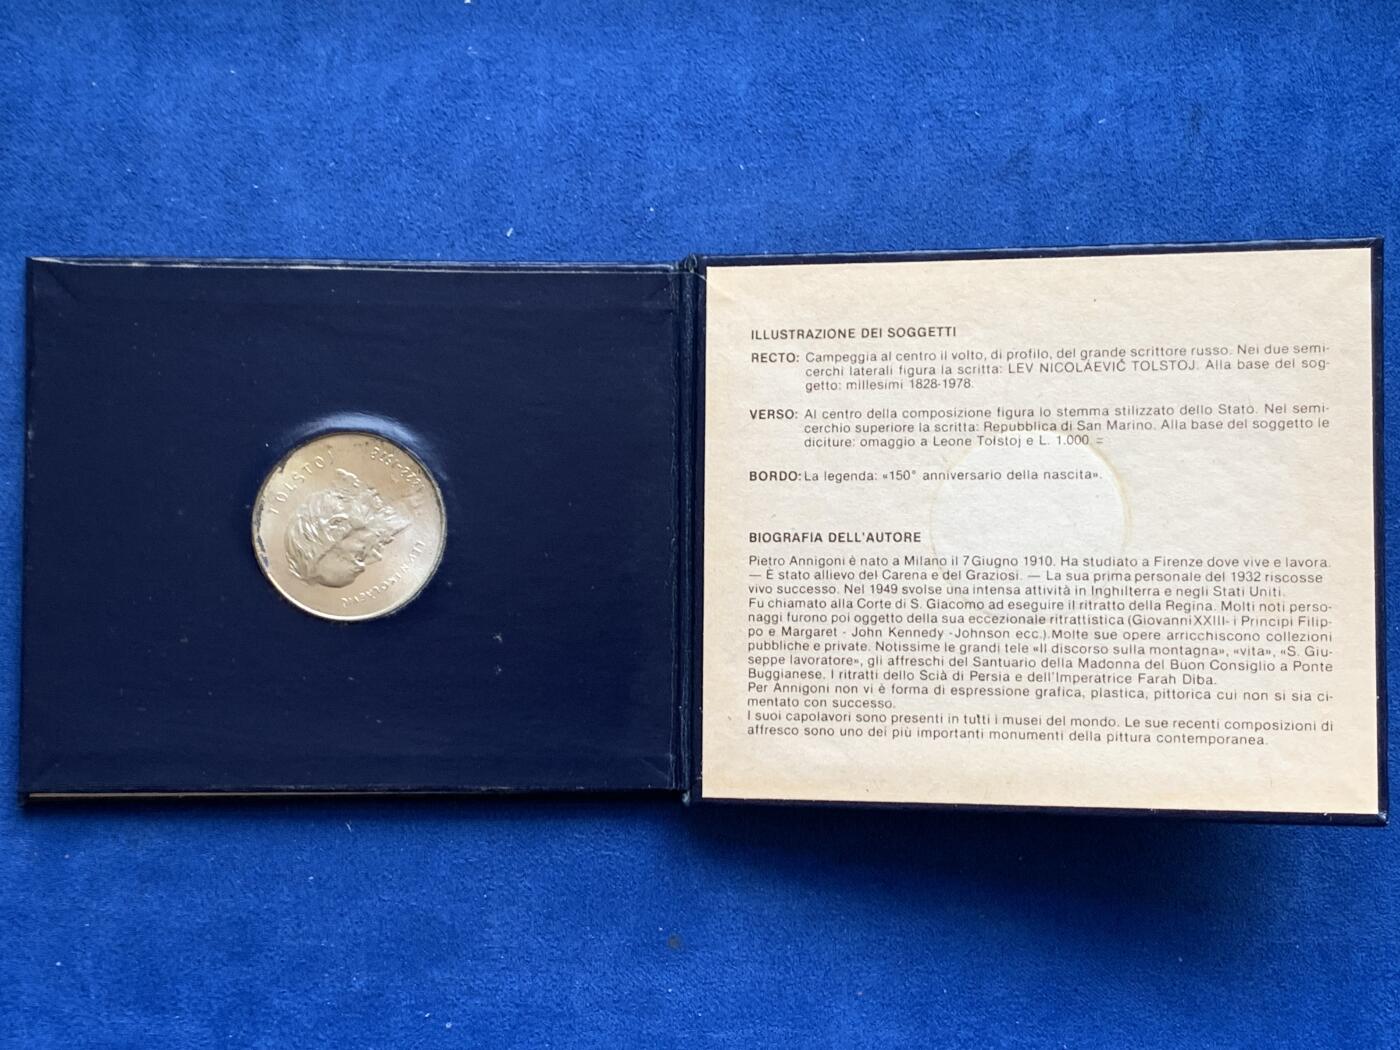 TOLSTOJ
1828-1978
LEV NICOLAEVIČ
ILLUSTRAZIONE DEI SOGGETTI
RECTO: Campeggia al centro il volto, di profilo, del grande scrittore russo. Nei due semi-
cerchi laterali figura la scritta: LEV NICOLÁEVIČ TOLSTOJ. Alla base del sog-
getto: millesimi 1828-1978.
VERSO: Al centro della composizione figura lo stemma stilizzato dello Stato. Nel semi-
cerchio superiore la scritta: Repubblica di San Marino. Alla base del soggetto le
diciture: omaggio a Leone Tolstoj e L. 1.000 =
BORDO: La legenda: «150° anniversario della nascita».
BIOGRAFIA DELL'AUTORE
Pietro Annigoni è nato a Milano il 7 Giugno 1910. Ha studiato a Firenze dove vive e lavora.
— È stato allievo del Carena e del Graziosi. — La sua prima personale del 1932 riscosse
vivo successo. Nel 1949 svolse una intensa attività in Inghilterra e negli Stati Uniti.
Fu chiamato alla Corte di S. Giacomo ad eseguire il ritratto della Regina. Molti noti perso-
naggi furono poi oggetto della sua eccezionale ritrattistica (Giovanni XXIII- i Principi Filip-
po e Margaret - John Kennedy -Johnson ecc.).Molte sue opere arricchiscono collezioni
pubbliche e private. Notissime le grandi tele «Il discorso sulla montagna», «vita», «S. Giu-
seppe lavoratore», gli affreschi del Santuario della Madonna del Buon Consiglio a Ponte
Buggianese. I ritratti dello Scià di Persia e dell'Imperatrice Farah Diba.
Per Annigoni non vi è forma di espressione grafica, plastica, pittorica cui non si sia ci-
mentato con successo.
I suoi capolavori sono presenti in tutti i musei del mondo. Le sue recenti composizioni di
affresco sono uno dei più importanti monumenti della pittura contemporanea.